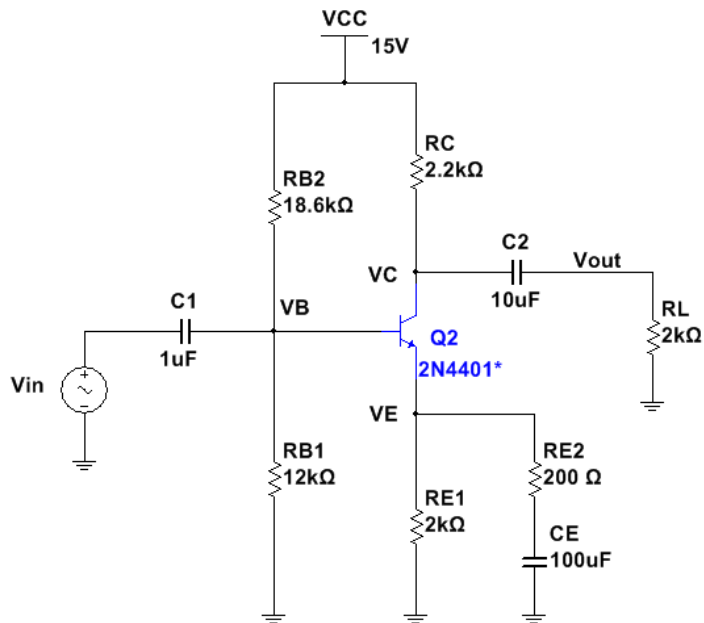 VCC
15V
RC
2.2kΩ
RB2
18.6kΩ
C2
10uF
Vout
VC
RL
2kΩ
C1
1uF
VB
Q2
2N4401*
Vin
+
−
VE
RE2
200 Ω
RB1
12kΩ
RE1
2kΩ
CE
100uF